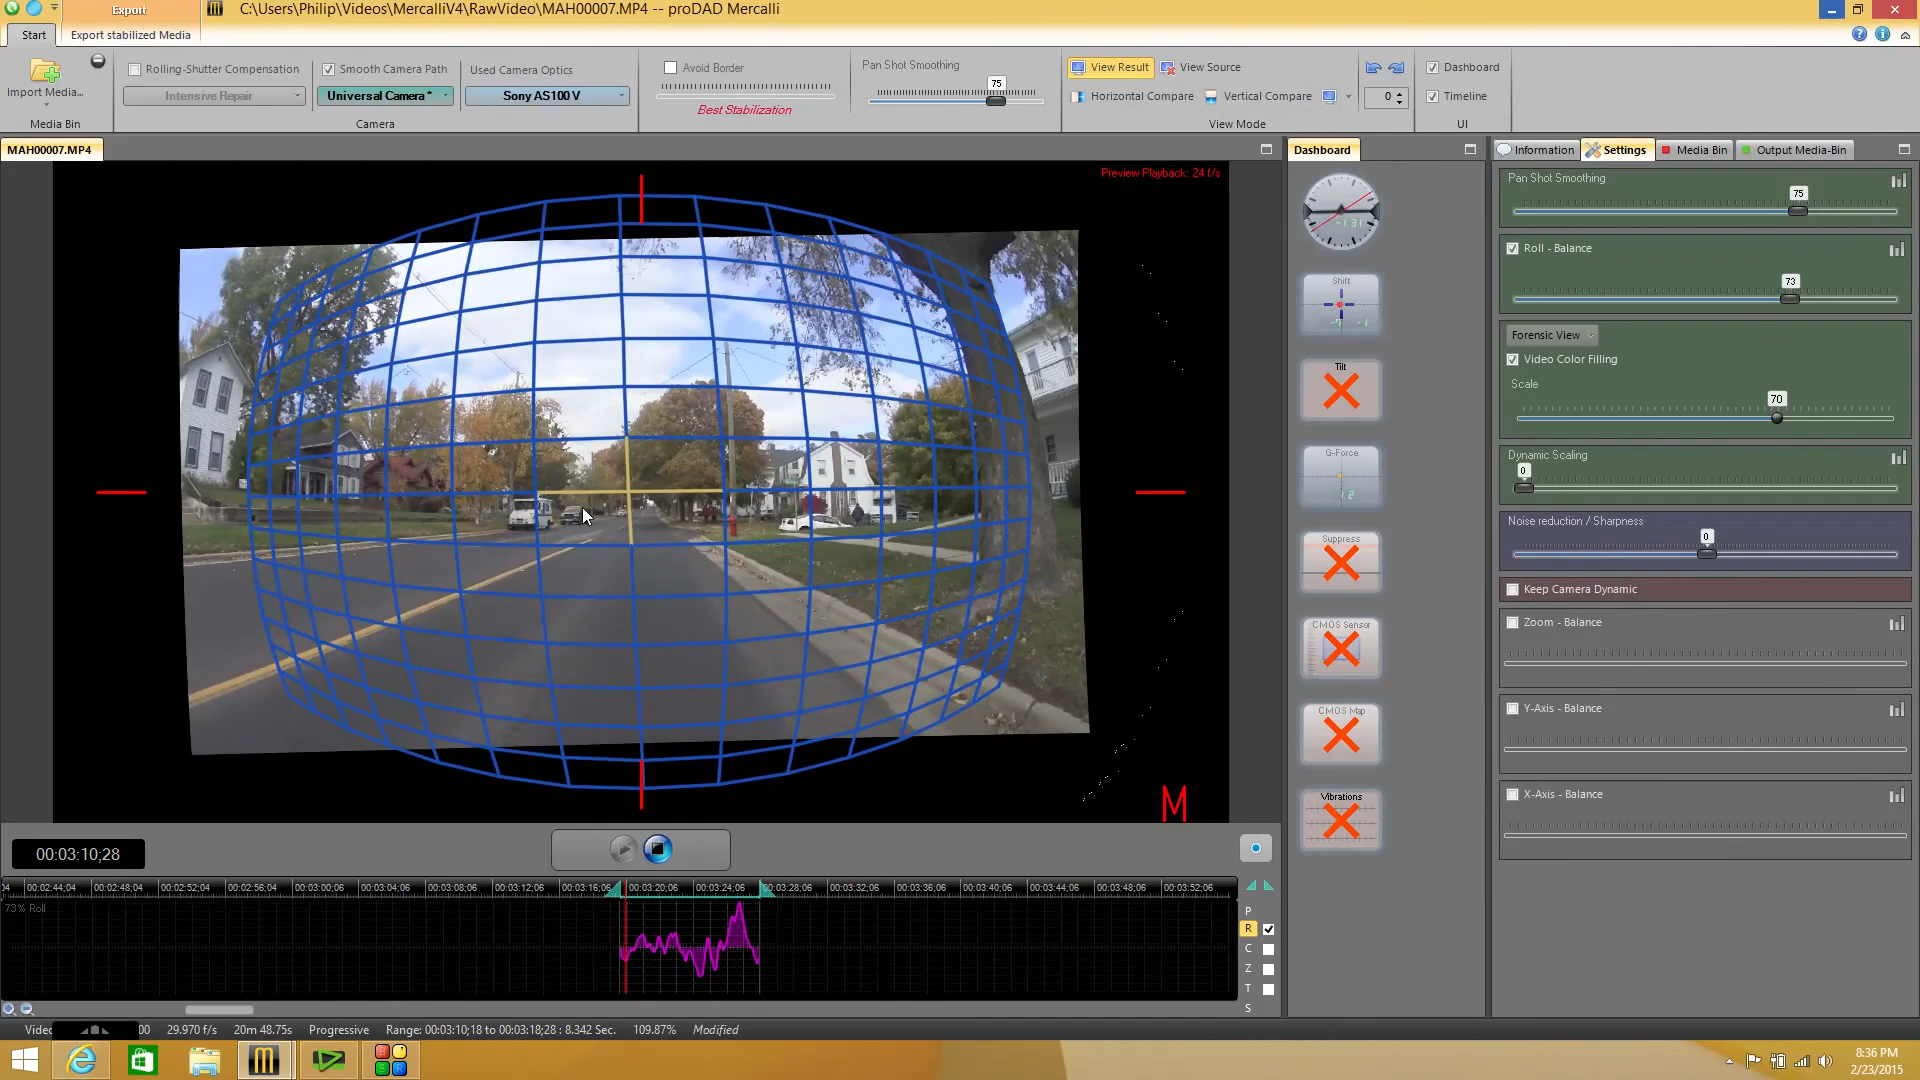 C:\Users\Philip\Videos\MercalliV4\RawVideo\MAH00007.MP4 -- proDAD Mercalli
Export
Start
Export stabilized Media
Import Media...
Media Bin
Rolling-Shutter Compensation
Intensive Repair
Smooth Camera Path
Universal Camera *
Used Camera Optics
Sony AS100 V
Camera
Avoid Border
Best Stabilization
Pan Shot Smoothing
75
View Result
View Source
Horizontal Compare
Vertical Compare
View Mode
0
Dashboard
Timeline
UI
MAH00007.MP4
Preview Playback: 24 f/s
M
Dashboard
-1.31
Shift
-7 -1
Tilt
G-Force
Suppress
CMOS Sensor
CMOS Map
Vibrations
Information
Settings
Media Bin
Output Media-Bin
Pan Shot Smoothing
75
Roll - Balance
73
Forensic View
Video Color Filling
Scale
70
Dynamic Scaling
0
Noise reduction / Sharpness
0
Keep Camera Dynamic
Zoom - Balance
Y-Axis - Balance
X-Axis - Balance
00:03:10;28
04 00:02:44;04 00:02:48;04 00:02:52;04 00:02:56;04 00:03:00;06 00:03:04;06 00:03:08;06 00:03:12;06 00:03:16;06 00:03:20;06 00:03:24;06 00:03:28;06 00:03:32;06 00:03:36;06 00:03:40;06 00:03:44;06 00:03:48;06 00:03:52;06
73% Roll
P
R
C
Z
T
S
Video 00 29.970 f/s 20m 48.75s Progressive Range: 00:03:10;18 to 00:03:18;28 : 8.342 Sec. 109.87% Modified
8:36 PM
2/23/2015